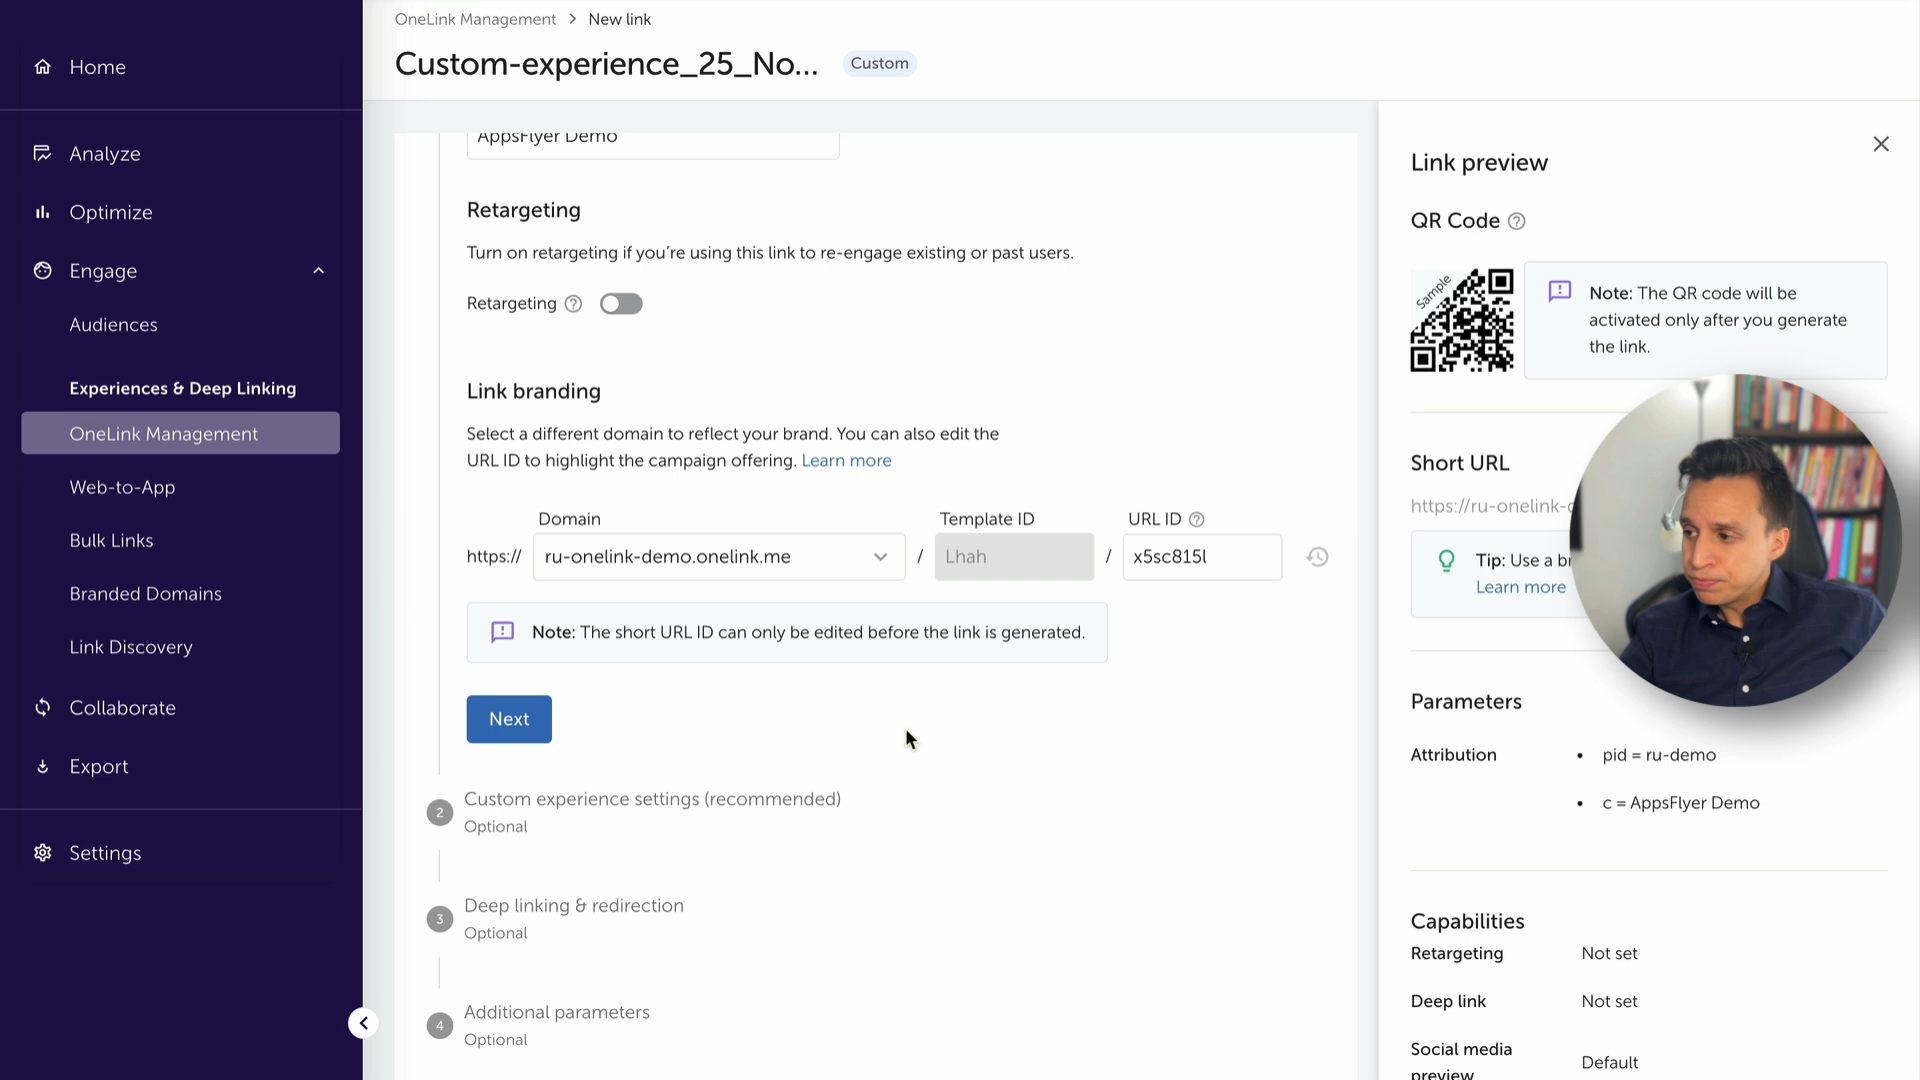 OneLink Management > New link
Custom-experience_25_No...
Custom
Home
Analyze
Optimize
Engage
Audiences
Experiences & Deep Linking
OneLink Management
Web-to-App
Bulk Links
Branded Domains
Link Discovery
Collaborate
Export
Settings
AppsFlyer Demo
Retargeting
Turn on retargeting if you're using this link to re-engage existing or past users.
Retargeting
Link branding
Select a different domain to reflect your brand. You can also edit the
URL ID to highlight the campaign offering. Learn more
Domain
Template ID
URL ID
https:// ru-onelink-demo.onelink.me / Lhah / x5sc815l
Note: The short URL ID can only be edited before the link is generated.
Next
2 Custom experience settings (recommended)
Optional
3 Deep linking & redirection
Optional
4 Additional parameters
Optional
Link preview
QR Code
Sample
Note: The QR code will be
activated only after you generate
the link.
Short URL
https://ru-onelink-
Tip: Use a
Learn more
Parameters
Attribution
• pid = ru-demo
• c = AppsFlyer Demo
Capabilities
Retargeting Not set
Deep link Not set
Social media
preview
Default